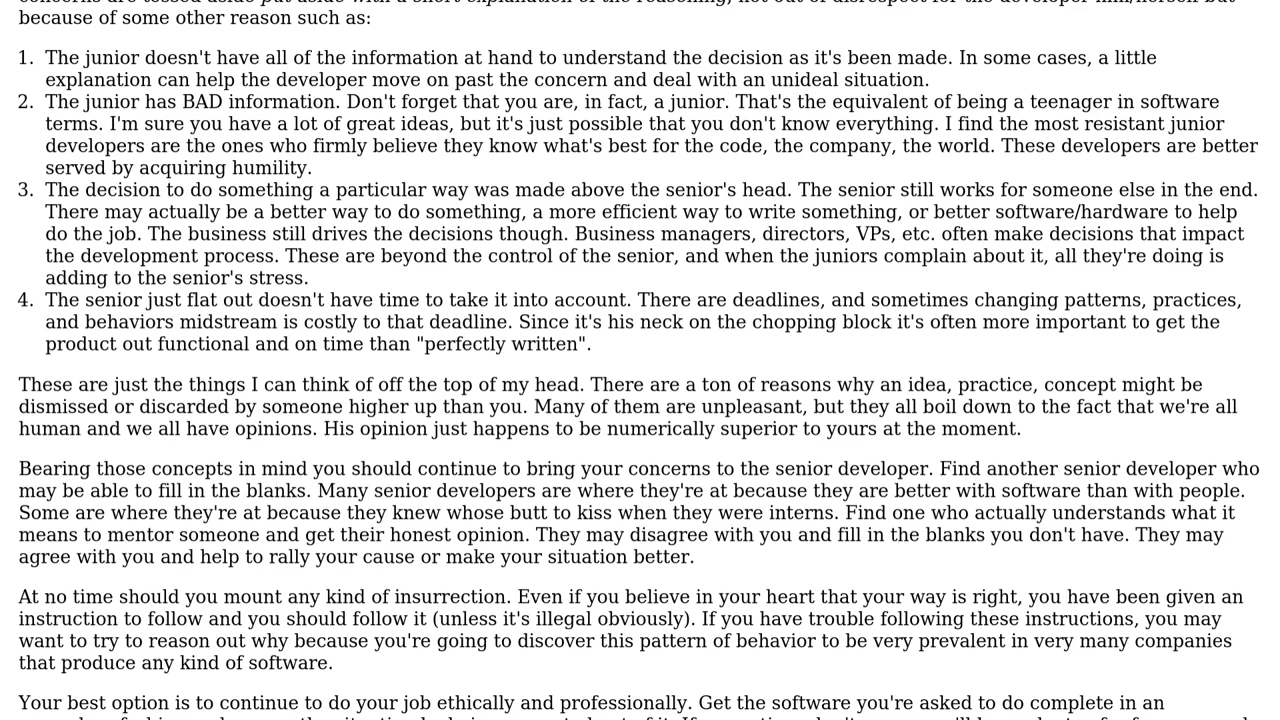 because of some other reason such as:
1. The junior doesn't have all of the information at hand to understand the decision as it's been made. In some cases, a little
explanation can help the developer move on past the concern and deal with an unideal situation.
2. The junior has BAD information. Don't forget that you are, in fact, a junior. That's the equivalent of being a teenager in software
terms. I'm sure you have a lot of great ideas, but it's just possible that you don't know everything. I find the most resistant junior
developers are the ones who firmly believe they know what's best for the code, the company, the world. These developers are better
served by acquiring humility.
3. The decision to do something a particular way was made above the senior's head. The senior still works for someone else in the end.
There may actually be a better way to do something, a more efficient way to write something, or better software/hardware to help
do the job. The business still drives the decisions though. Business managers, directors, VPs, etc. often make decisions that impact
the development process. These are beyond the control of the senior, and when the juniors complain about it, all they're doing is
adding to the senior's stress.
4. The senior just flat out doesn't have time to take it into account. There are deadlines, and sometimes changing patterns, practices,
and behaviors midstream is costly to that deadline. Since it's his neck on the chopping block it's often more important to get the
product out functional and on time than "perfectly written".
These are just the things I can think of off the top of my head. There are a ton of reasons why an idea, practice, concept might be
dismissed or discarded by someone higher up than you. Many of them are unpleasant, but they all boil down to the fact that we're all
human and we all have opinions. His opinion just happens to be numerically superior to yours at the moment.
Bearing those concepts in mind you should continue to bring your concerns to the senior developer. Find another senior developer who
may be able to fill in the blanks. Many senior developers are where they're at because they are better with software than with people.
Some are where they're at because they knew whose butt to kiss when they were interns. Find one who actually understands what it
means to mentor someone and get their honest opinion. They may disagree with you and fill in the blanks you don't have. They may
agree with you and help to rally your cause or make your situation better.
At no time should you mount any kind of insurrection. Even if you believe in your heart that your way is right, you have been given an
instruction to follow and you should follow it (unless it's illegal obviously). If you have trouble following these instructions, you may
want to try to reason out why because you're going to discover this pattern of behavior to be very prevalent in very many companies
that produce any kind of software.
Your best option is to continue to do your job ethically and professionally. Get the software you're asked to do complete in an